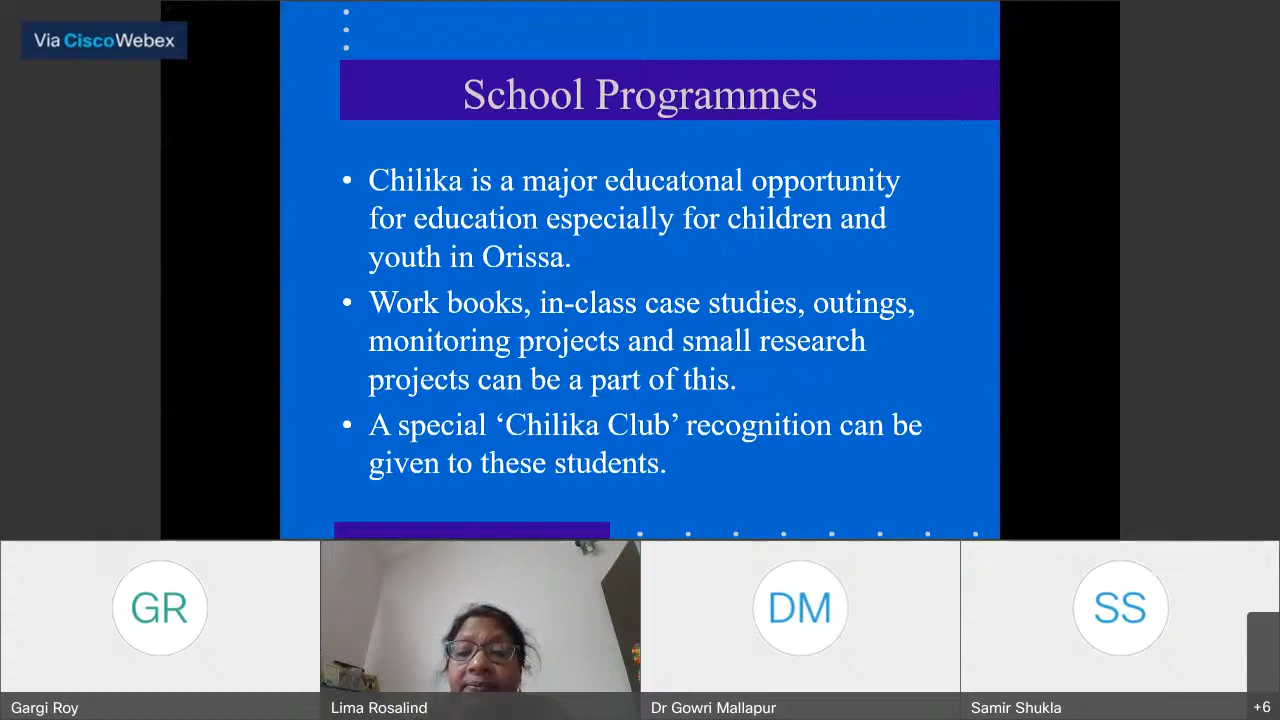 Via CiscoWebex
School Programmes
• Chilika is a major educatonal opportunity
for education especially for children and
youth in Orissa.
• Work books, in-class case studies, outings,
monitoring projects and small research
projects can be a part of this.
• A special ‘Chilika Club’ recognition can be
given to these students.
GR
DM
SS
Gargi Roy
Lima Rosalind
Dr Gowri Mallapur
Samir Shukla
+6